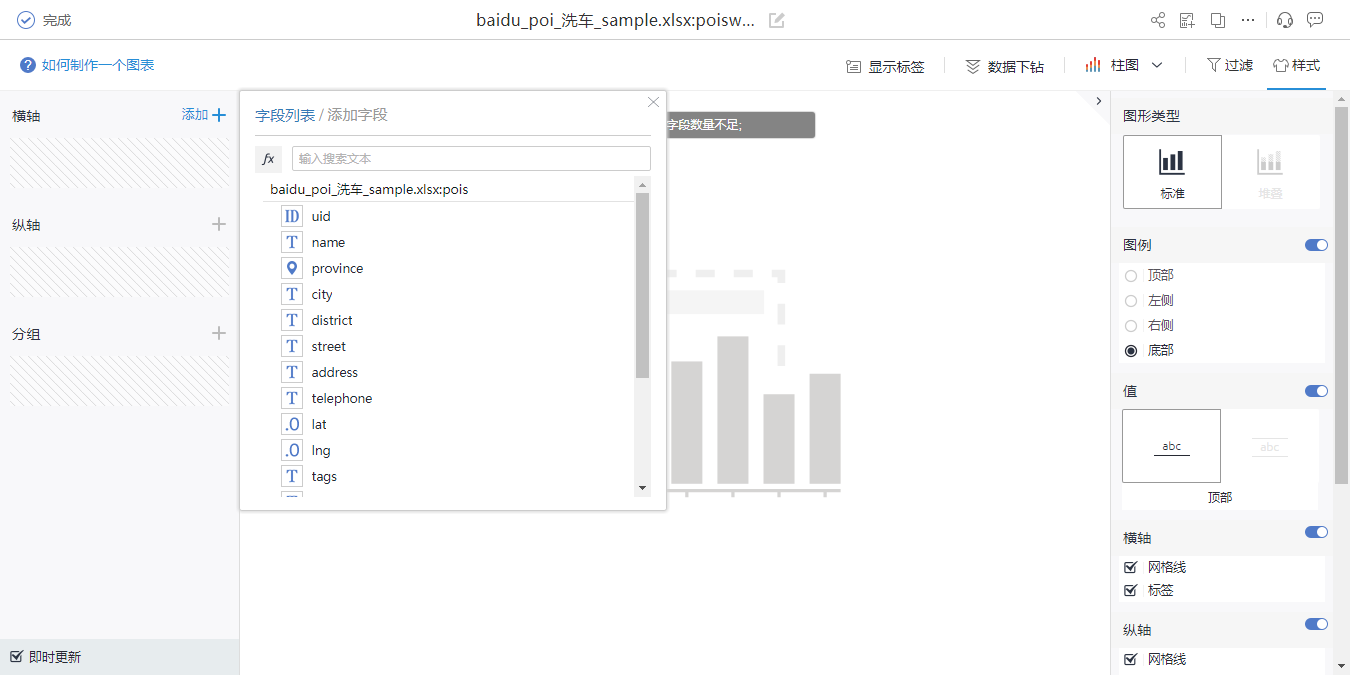 完成
baidu_poi_洗车_sample.xlsx:poisw...
如何制作一个图表
显示标签
数据下钻
柱图
过滤
样式
横轴
添加
纵轴
分组
即时更新
字段列表 / 添加字段
fx
输入搜索文本
baidu_poi_洗车_sample.xlsx:pois
ID uid
T name
province
T city
T district
T street
T address
T telephone
.0 lat
.0 lng
T tags
字段数量不足;
图形类型
标准
堆叠
图例
顶部
左侧
右侧
底部
值
abc
abc
顶部
横轴
网格线
标签
纵轴
网格线